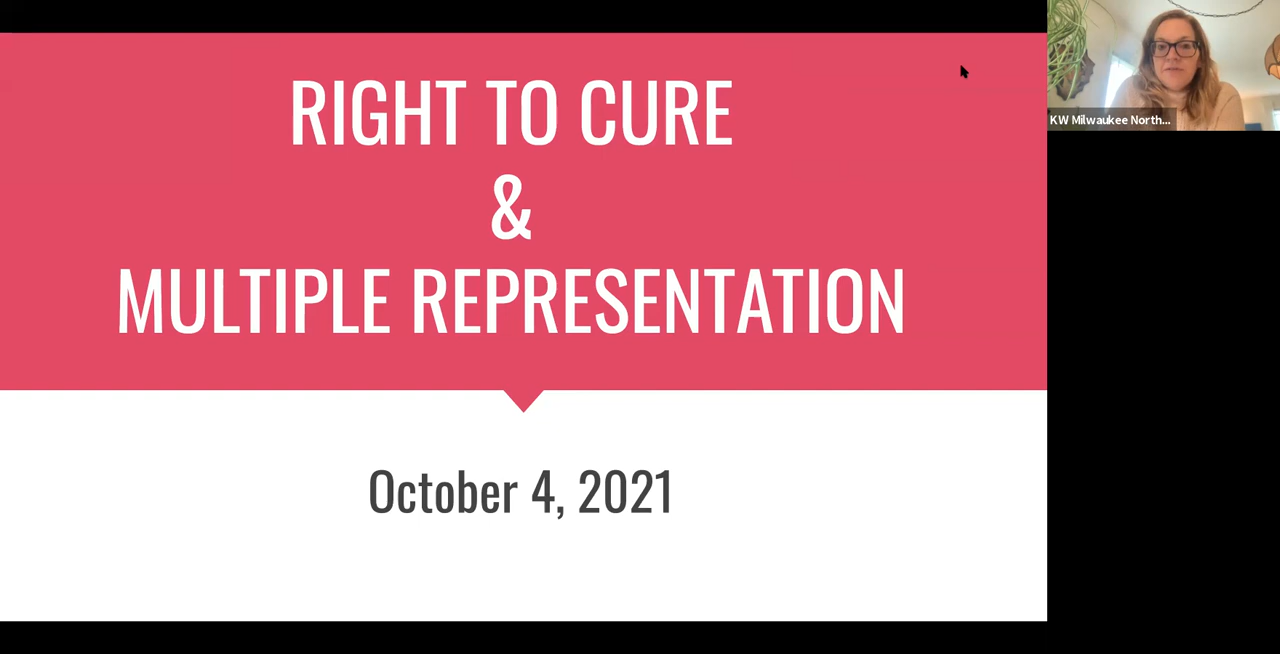 RIGHT TO CURE
&
MULTIPLE REPRESENTATION
October 4, 2021
KW Milwaukee North...